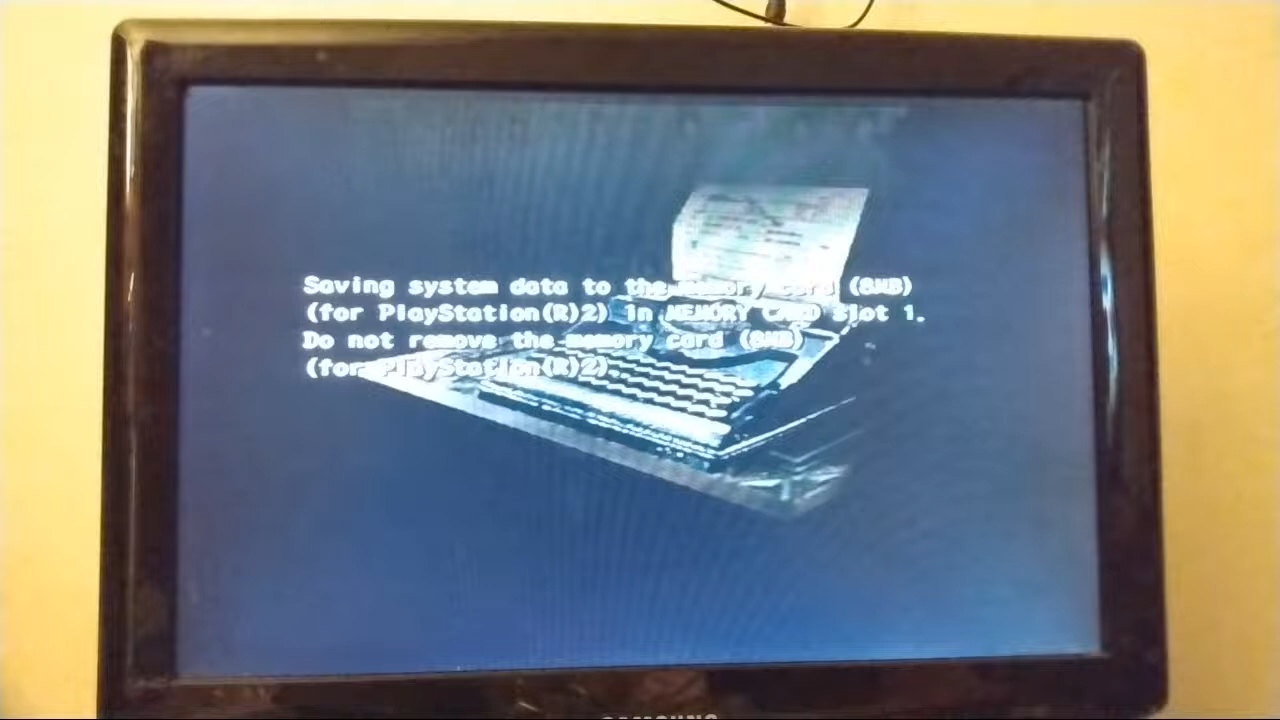 Saving system data to the memory card (8MB)
(for PlayStation(R)2) in MEMORY CARD slot 1.
Do not remove the memory card (8MB)
(for PlayStation(R)2).
SAMSUNG